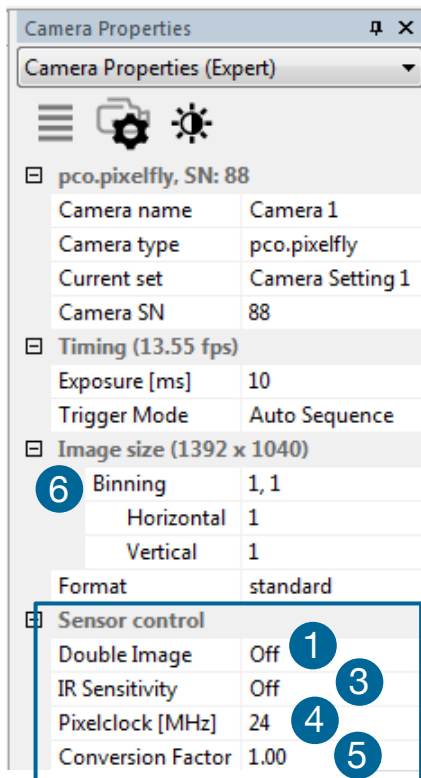 Camera Properties
Camera Properties (Expert)
pco.pixelfly, SN: 88
Camera name Camera 1
Camera type pco.pixelfly
Current set Camera Setting 1
Camera SN 88
Timing (13.55 fps)
Exposure [ms] 10
Trigger Mode Auto Sequence
Image size (1392 x 1040)
6 Binning 1, 1
Horizontal 1
Vertical 1
Format standard
Sensor control
Double Image Off 1
IR Sensitivity Off 3
Pixelclock [MHz] 24 4
Conversion Factor 1.00 5